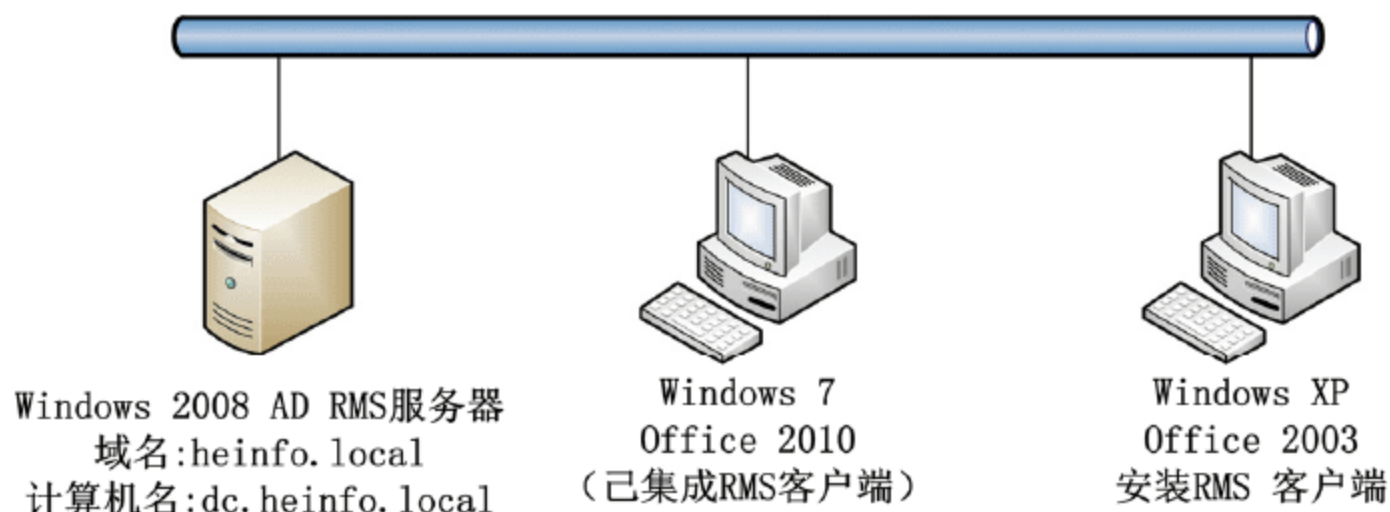 Windows 2008 AD RMS服务器
域名:heinfo.local
计算机名:dc.heinfo.local
Windows 7
Office 2010
（己集成RMS客户端）
Windows XP
Office 2003
安装RMS 客户端